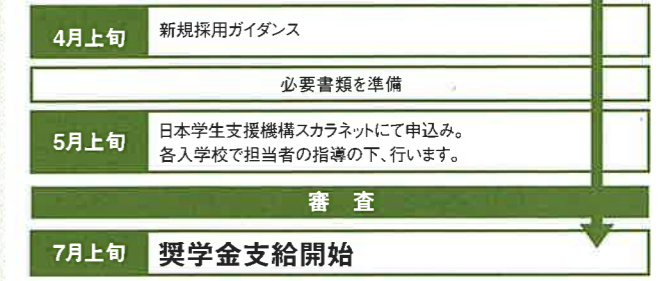 4月上旬
新規採用ガイダンス
必要書類を準備
5月上旬
日本学生支援機構スカラネットにて申込み。
各入学校で担当者の指導の下、行います。
審 査
7月上旬
奨学金支給開始